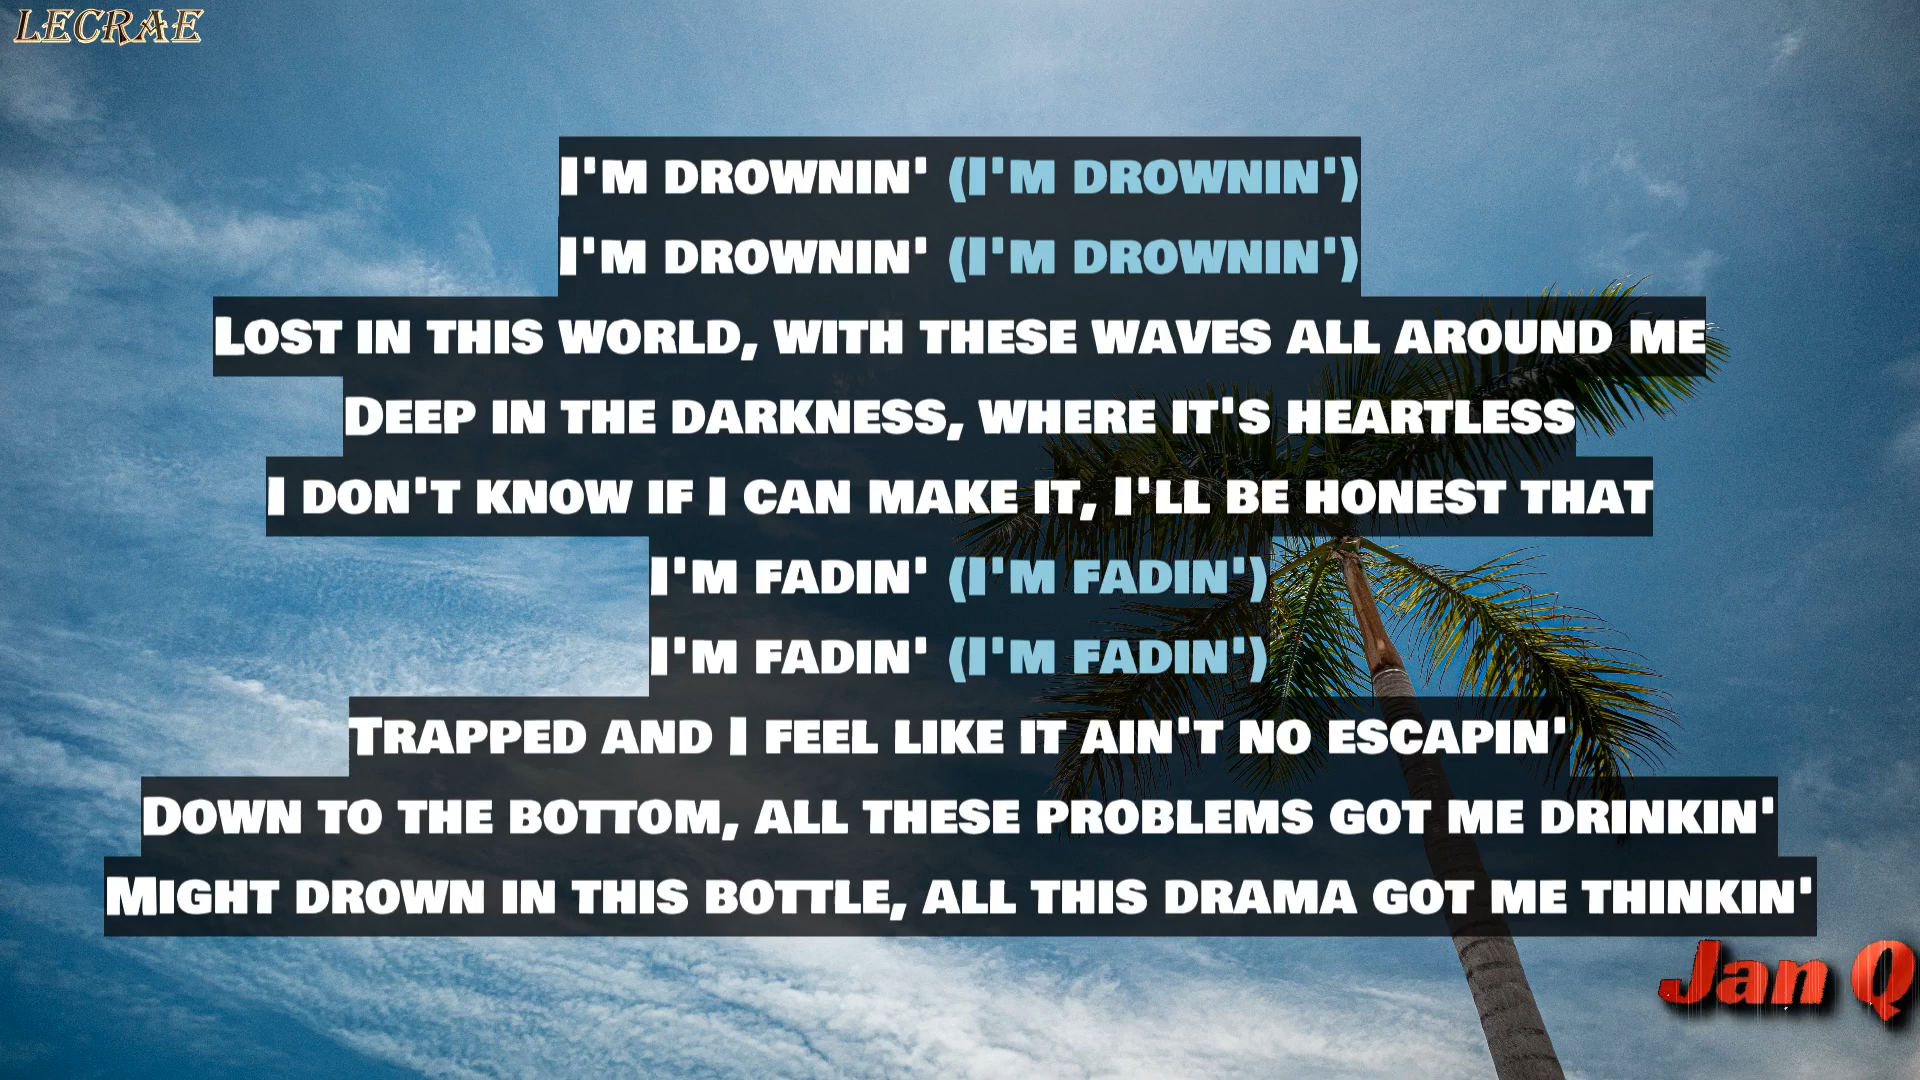 LECRAE
I'm drownin' (I'm drownin')
I'm drownin' (I'm drownin')
Lost in this world, with these waves all around me
Deep in the darkness, where it's heartless
I don't know if I can make it, I'll be honest that
I'm fadin' (I'm fadin')
I'm fadin' (I'm fadin')
Trapped and I feel like it ain't no escapin'
Down to the bottom, all these problems got me drinkin'
Might drown in this bottle, all this drama got me thinkin'
Jan Q